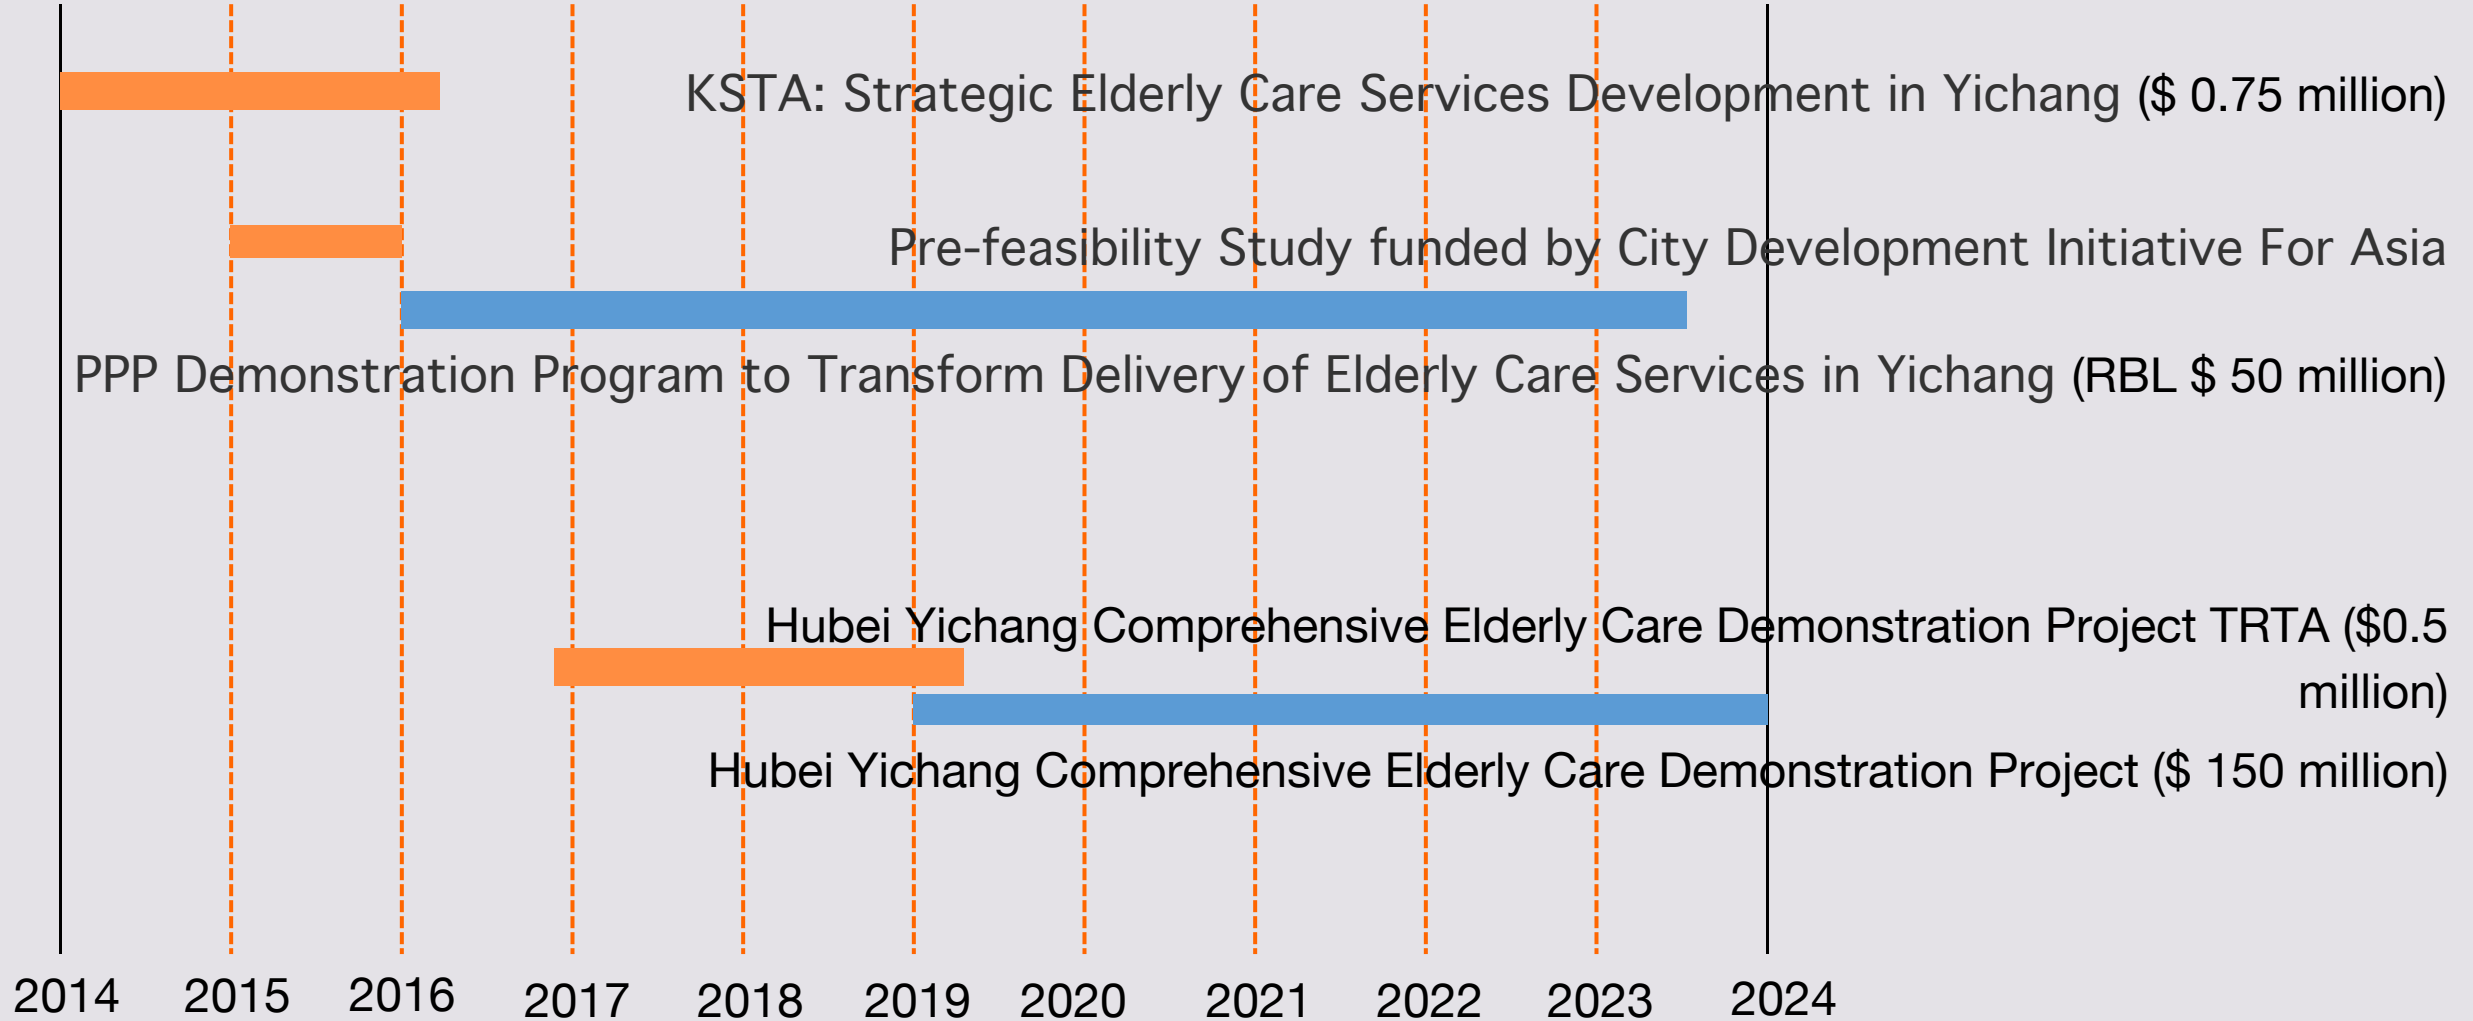 KSTA: Strategic Elderly Care Services Development in Yichang ($ 0.75 million)
Pre-feasibility Study funded by City Development Initiative For Asia
PPP Demonstration Program to Transform Delivery of Elderly Care Services in Yichang (RBL $ 50 million)
Hubei Yichang Comprehensive Elderly Care Demonstration Project TRTA ($0.5
million)
Hubei Yichang Comprehensive Elderly Care Demonstration Project ($ 150 million)
2014 2015 2016 2017 2018 2019 2020 2021 2022 2023 2024